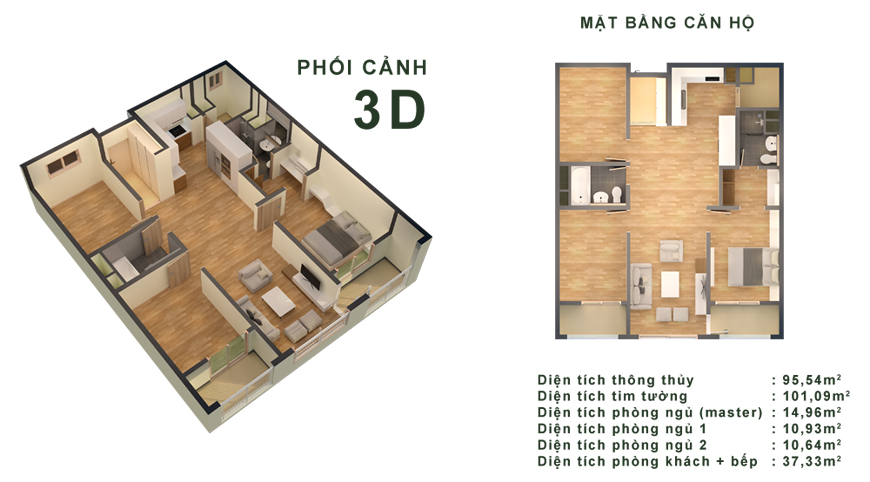 PHỐI CẢNH
3D
MẶT BẰNG CĂN HỘ
Diện tích thông thủy : 95,54m²
Diện tích tim tường : 101,09m²
Diện tích phòng ngủ (master) : 14,96m²
Diện tích phòng ngủ 1 : 10,93m²
Diện tích phòng ngủ 2 : 10,64m²
Diện tích phòng khách + bếp : 37,33m²